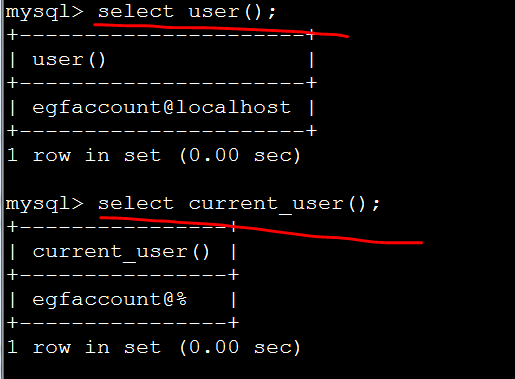 mysql> select user();
+----------------------+
| user()               |
+----------------------+
| egfaccount@localhost |
+----------------------+
1 row in set (0.00 sec)
mysql> select current_user();
+----------------+
| current_user() |
+----------------+
| egfaccount@%   |
+----------------+
1 row in set (0.00 sec)